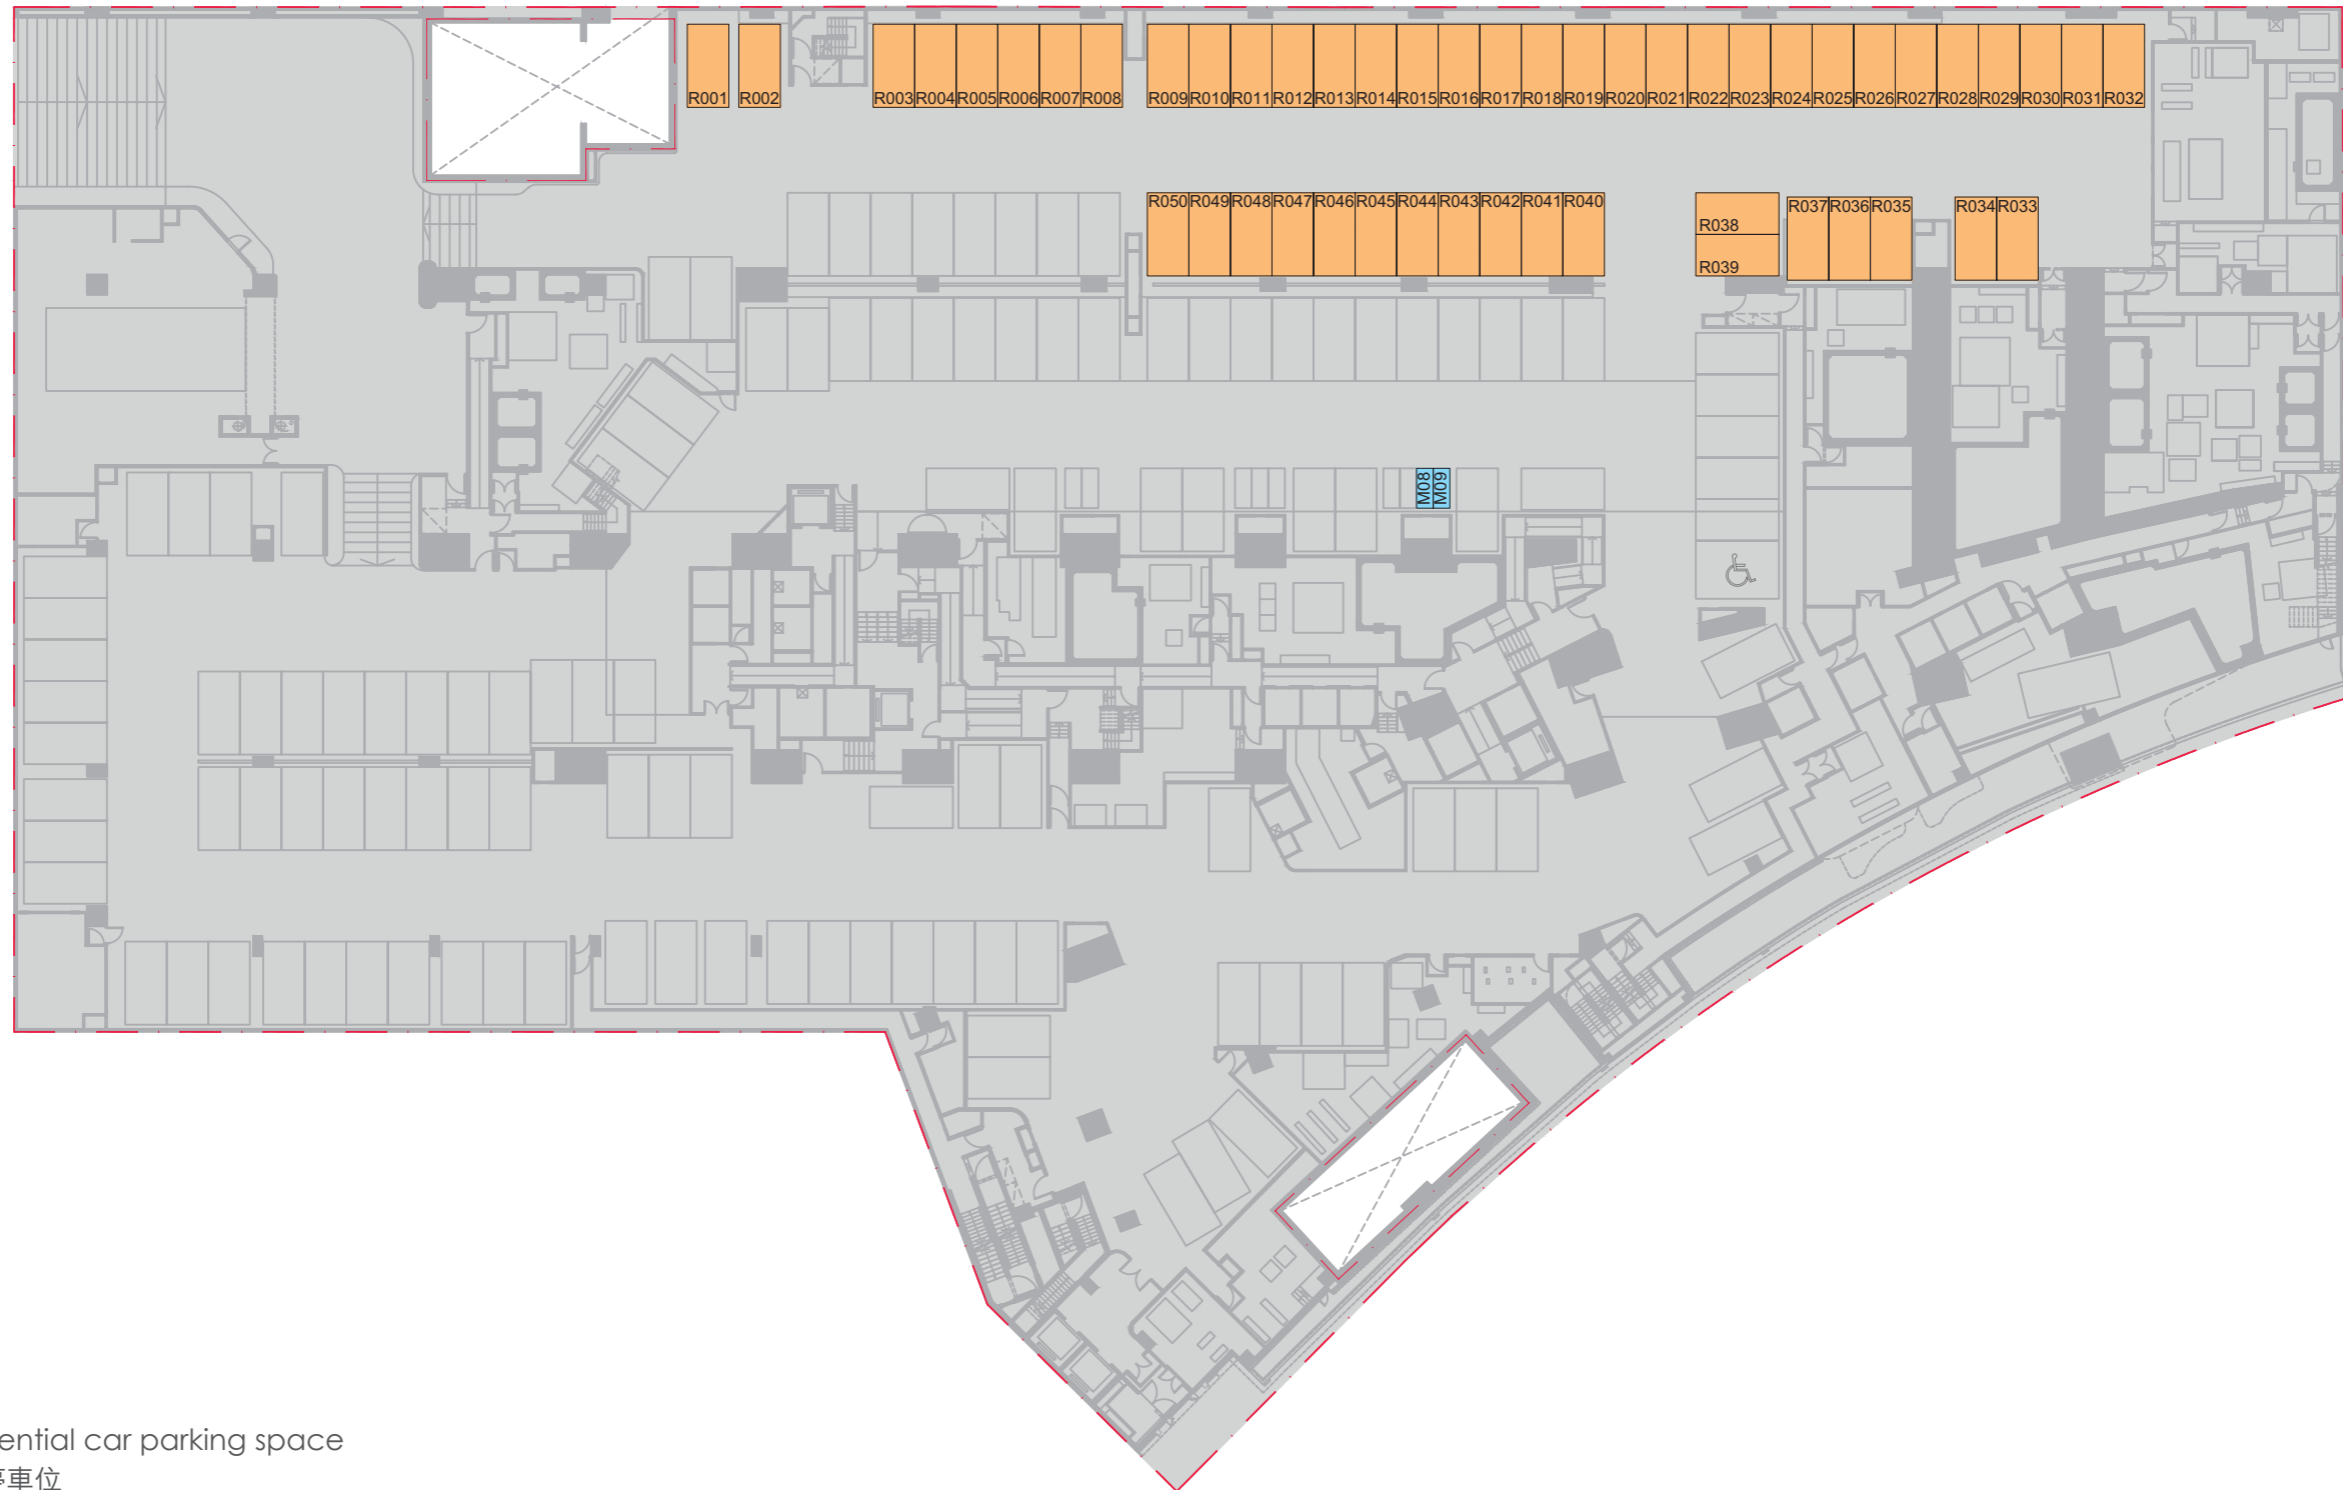 R001 R002 R003 R004 R005 R006 R007 R008 R009 R010 R011 R012 R013 R014 R015 R016 R017 R018 R019 R020 R021 R022 R023 R024 R025 R026 R027 R028 R029 R030 R031 R032
R050 R049 R048 R047 R046 R045 R044 R043 R042 R041 R040 R037 R036 R035 R034 R033
R038
R039
M08
M09
ential car parking space
車位